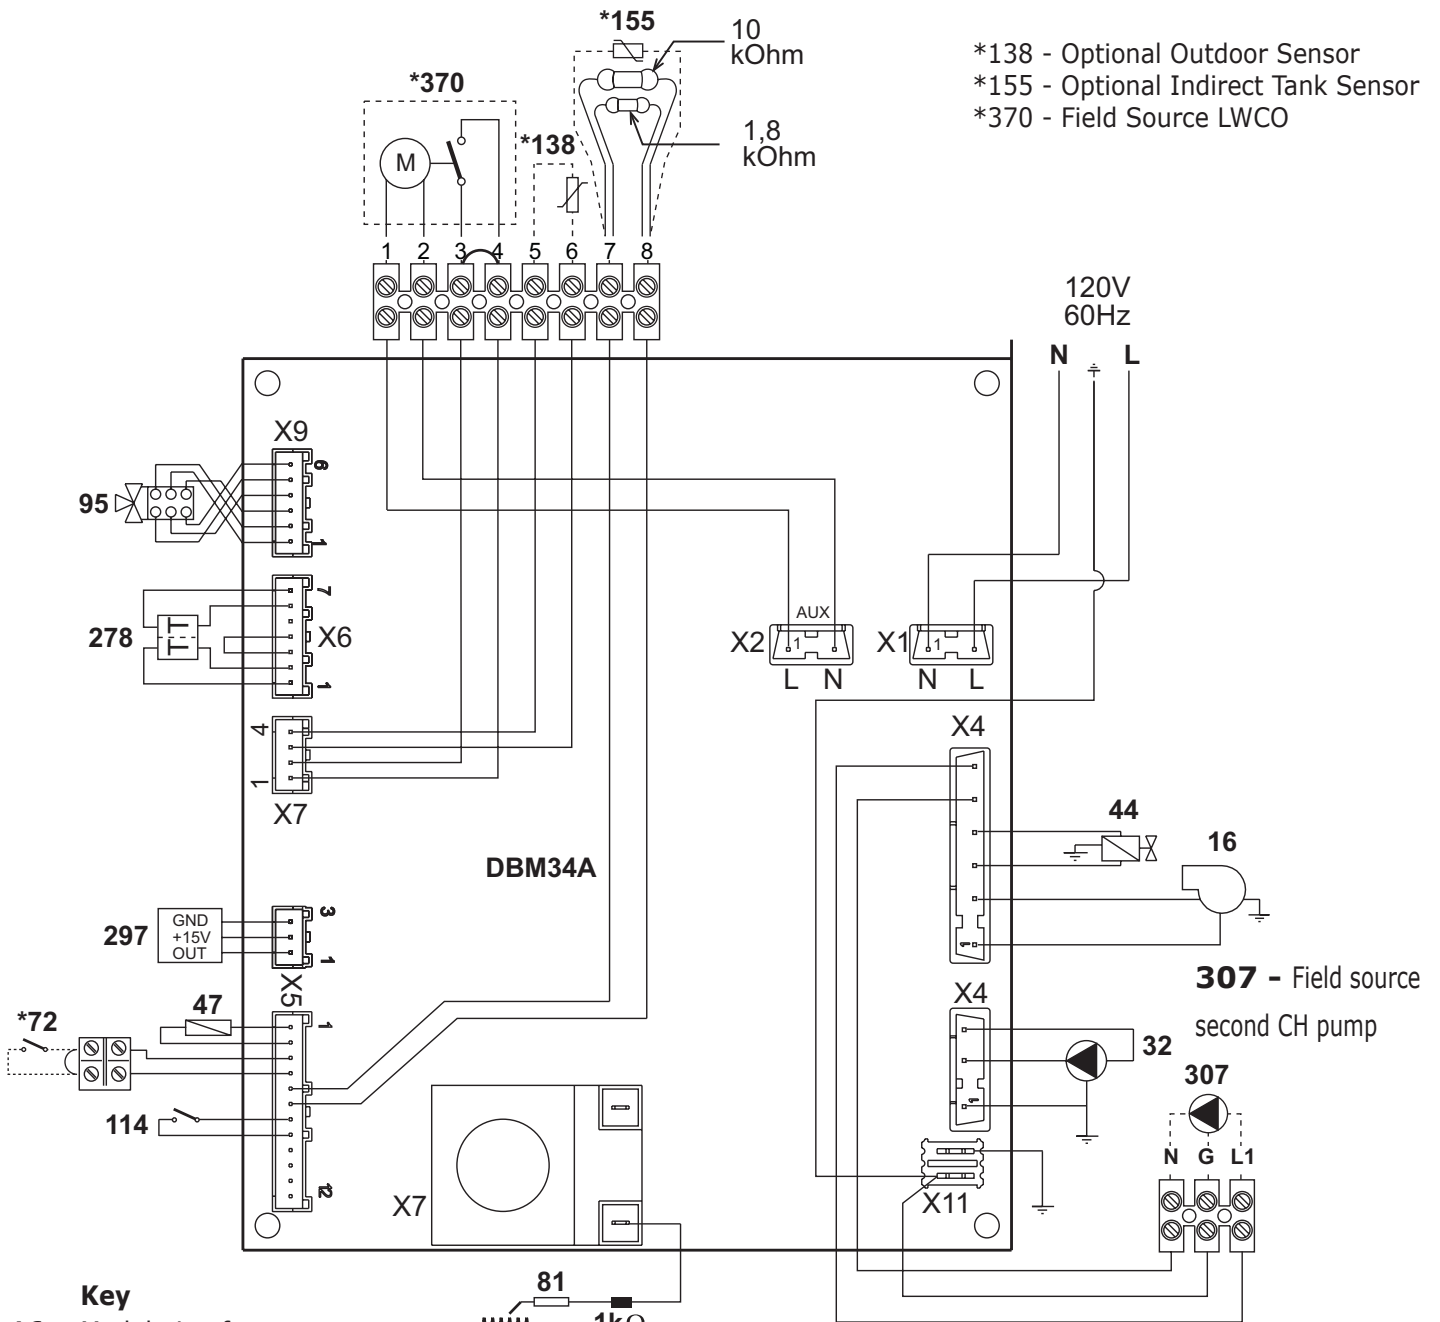 *155
10
kOhm
*138 - Optional Outdoor Sensor
*155 - Optional Indirect Tank Sensor
*370 - Field Source LWCO
*370
1,8
kOhm
*138
M
1 2 3 4 5 6 7 8
120V
60Hz
N L
X9
6
1
95
7
278
TT
TT
X6
1
AUX
X2 1 X1 1
L N N L
4
1
X7
X4
44
16
DBM34A
297
GND
+15V
OUT
3
1
1
307 - Field source
second CH pump
X5
*72
47
1
X4
32
1
307
114
N G L1
12
X7
X11
Key
81
1kΩ